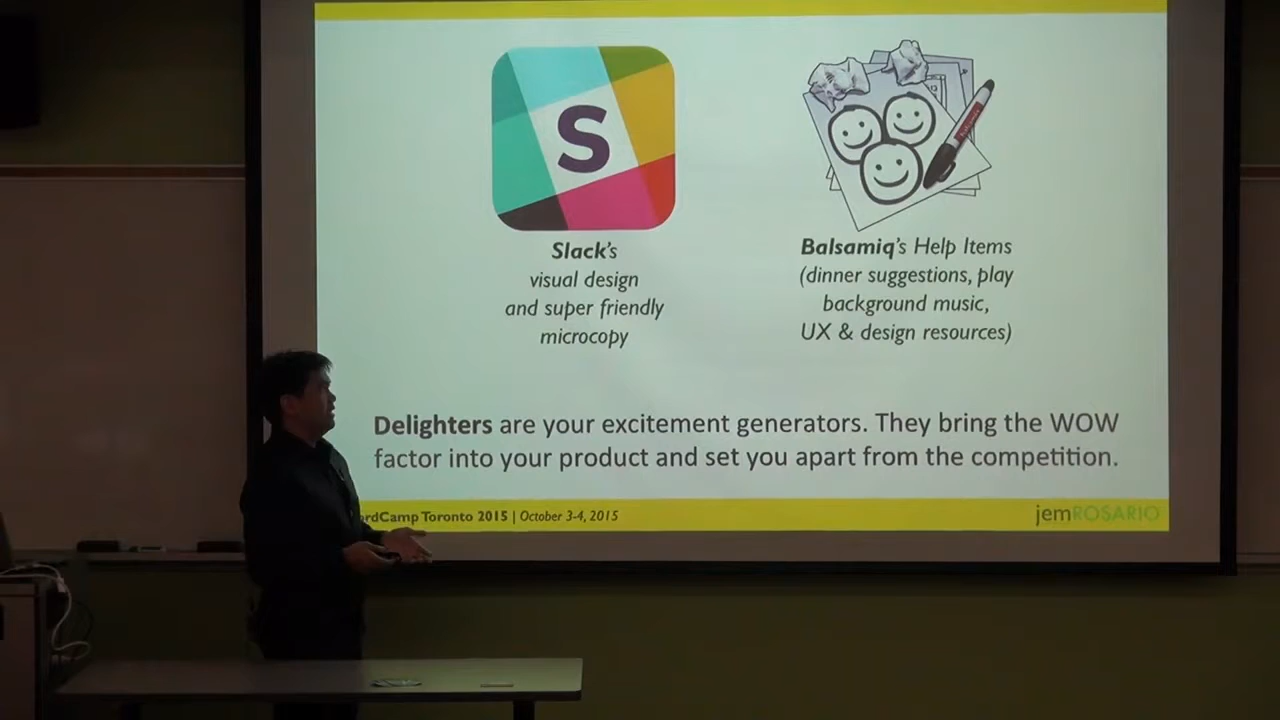 S
Slack's
visual design
and super friendly
microcopy
Balsamiq's Help Items
(dinner suggestions, play
background music,
UX & design resources)
Delighters are your excitement generators. They bring the WOW
factor into your product and set you apart from the competition.
rdCamp Toronto 2015 | October 3-4, 2015
jemROSARIO